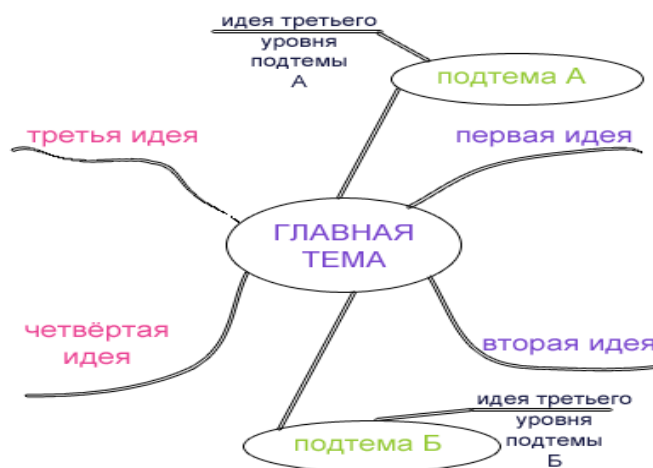 идея третьего
уровня
подтемы
А
подтема А
третья идея
первая идея
ГЛАВНАЯ
ТЕМА
четвёртая
идея
вторая идея
идея третьего
уровня
подтемы
Б
подтема Б